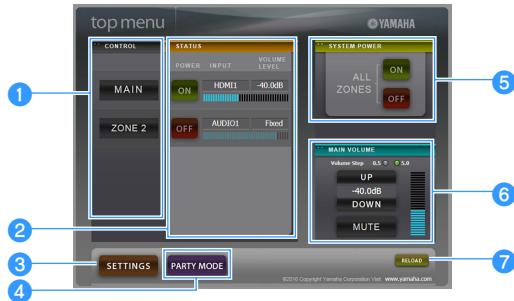 top menu
YAMAHA
CONTROL
STATUS
SYSTEM POWER
POWER INPUT VOLUME LEVEL
MAIN
ON HDMI1 -40.0dB
ALL ZONES
ON
OFF
ZONE 2
OFF AUDIO1 Fixed
MAIN VOLUME
Volume Step 0.5 5.0
UP
-40.0dB
DOWN
MUTE
SETTINGS
PARTY MODE
RELOAD
©2010 Copyright Yamaha Corporation Visit www.yamaha.com
1
2
3
4
5
6
7